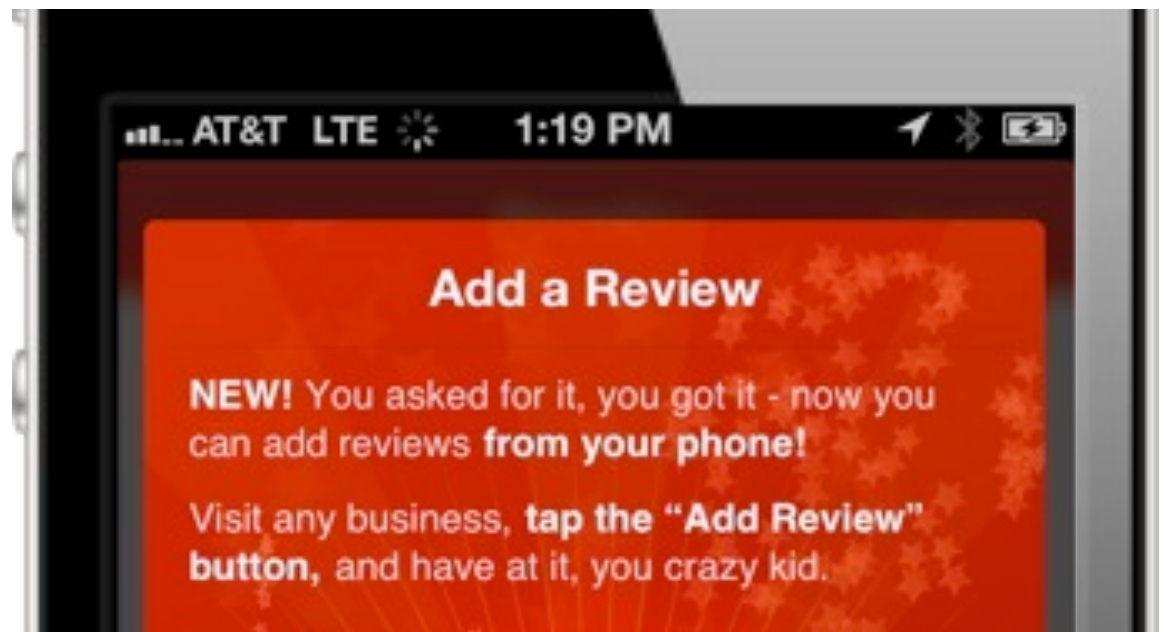 AT&T LTE 1:19 PM
Add a Review
NEW! You asked for it, you got it - now you
can add reviews from your phone!
Visit any business, tap the “Add Review”
button, and have at it, you crazy kid.